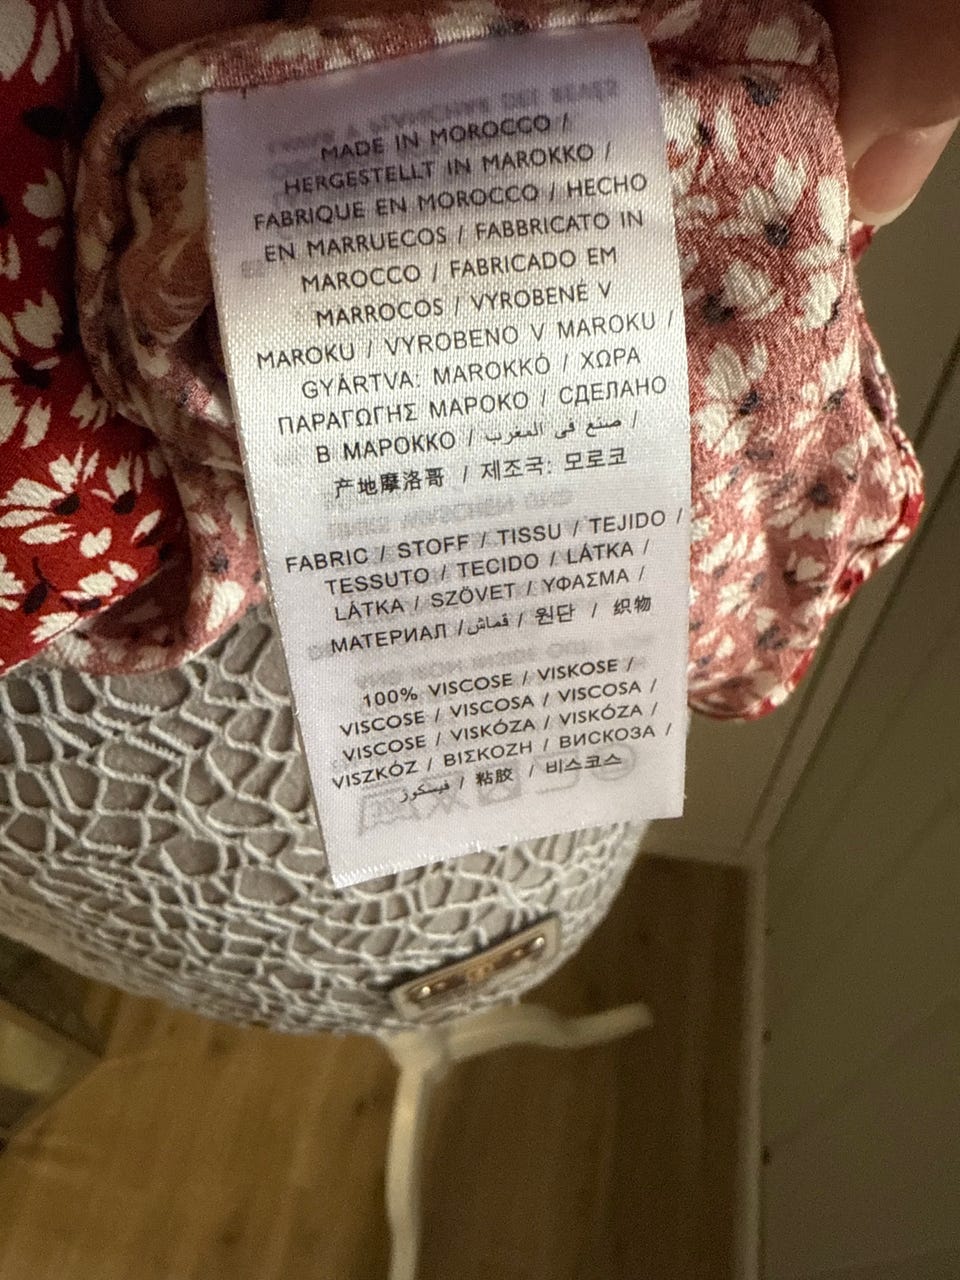 MADE IN MOROCCO /
HERGESTELLT IN MAROKKO /
FABRIQUE EN MOROCCO / HECHO
EN MARRUECOS / FABBRICATO IN
MAROCCO / FABRICADO EM
MARROCOS / VYROBENÉ V
MAROKU / VYROBENO V MAROKU /
GYÁRTVA: MAROKKÓ / ΧΩΡΑ
ΠΑΡΑΓΩΓΗΣ ΜΑΡΟΚΟ / СДЕЛАНО
В МАРОККО / صنع في المغرب /
产地摩洛哥 / 제조국: 모로코
FABRIC / STOFF / TISSU / TEJIDO /
TESSUTO / TECIDO / LÁTKA /
LÁTKA / SZÖVET / ΥΦΑΣΜΑ /
МАТЕРИАЛ / قماش / 원단 / 织物
100% VISCOSE / VISKOSE /
VISCOSE / VISCOSA / VISCOSA /
VISCOSE / VISKÓZA / VISKÓZA /
VISZKÓZ / ΒΙΣΚΟΖΗ / ВИСКОЗА /
فيسكوز / 粘胶 / 비스코스